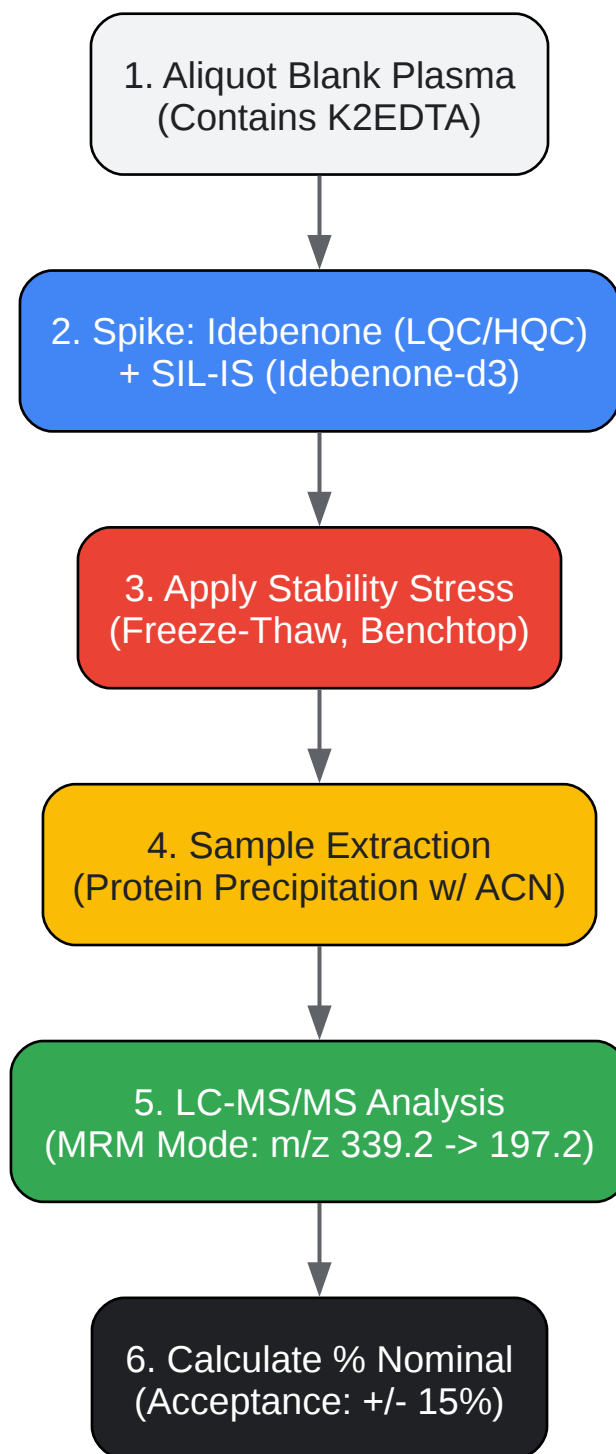 1. Aliquot Blank Plasma
(Contains K2EDTA)
2. Spike: Idebenone (LQC/HQC)
+ SIL-IS (Idebenone-d3)
3. Apply Stability Stress
(Freeze-Thaw, Benchtop)
4. Sample Extraction
(Protein Precipitation w/ ACN)
5. LC-MS/MS Analysis
(MRM Mode: m/z 339.2 -> 197.2)
6. Calculate % Nominal
(Acceptance: +/- 15%)